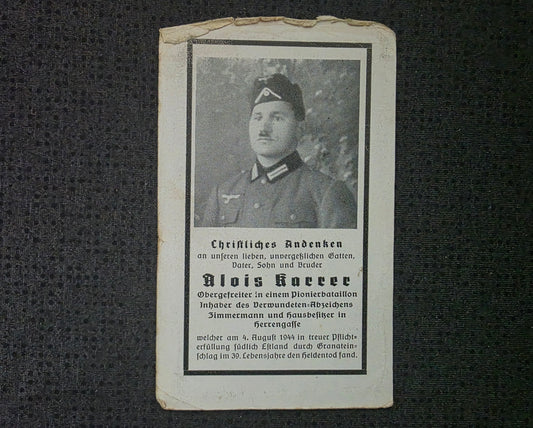 Christliches Andenken
an unseren lieben, unvergeßlichen Gatten,
Vater, Sohn und Bruder
Alois Karrer
Obergefreiter in einem Pionierbataillon
Inhaber des Verwundeten-Abzeichens
Zimmermann und Hausbesitzer in
Herrengasse
welcher am 4. August 1944 in treuer Pflicht-
erfüllung südlich Estland durch Granatein-
schlag im 39. Lebensjahre den Heldentod fand.